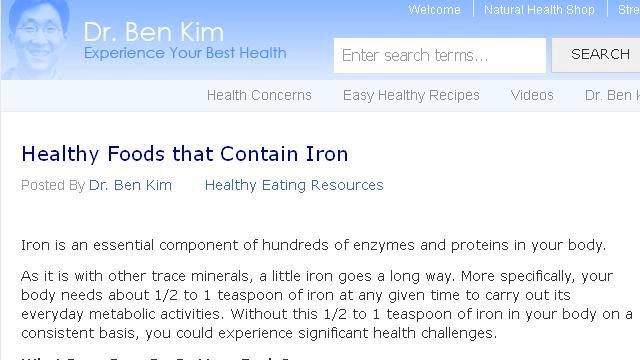 Welcome Natural Health Shop
Dr. Ben Kim
Experience Your Best Health
Enter search terms...
SEARCH
Health Concerns Easy Healthy Recipes Videos Dr. Ben
Healthy Foods that Contain Iron
Posted By Dr. Ben Kim Healthy Eating Resources
Iron is an essential component of hundreds of enzymes and proteins in your body.
As it is with other trace minerals, a little iron goes a long way. More specifically, your
body needs about 1/2 to 1 teaspoon of iron at any given time to carry out its
everyday metabolic activities. Without this 1/2 to 1 teaspoon of iron in your body on a
consistent basis, you could experience significant health challenges.